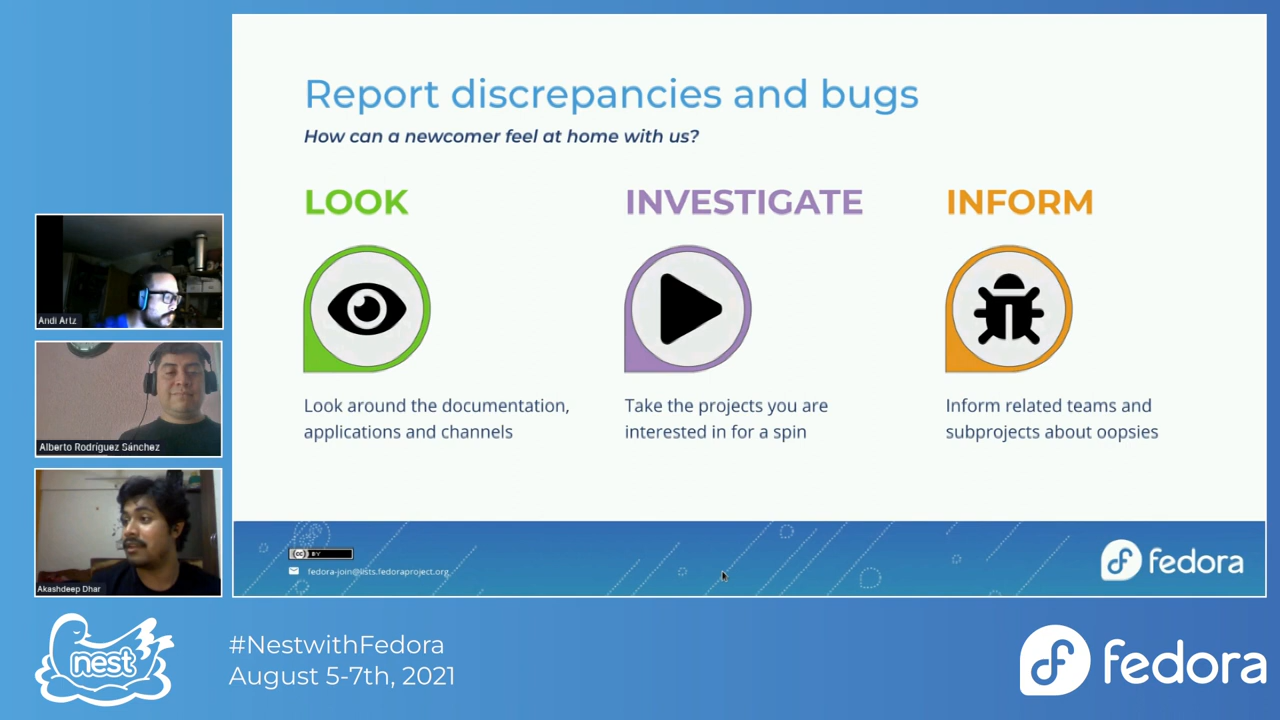 Report discrepancies and bugs
How can a newcomer feel at home with us?
LOOK
INVESTIGATE
INFORM
Look around the documentation,
applications and channels
Take the projects you are
interested in for a spin
Inform related teams and
subprojects about oopsies
Andi Artz
Alberto Rodríguez Sánchez
Akashdeep Dhar
cc BY
fedora-join@lists.fedoraproject.org
fedora
nest
#NestwithFedora
August 5-7th, 2021
fedora